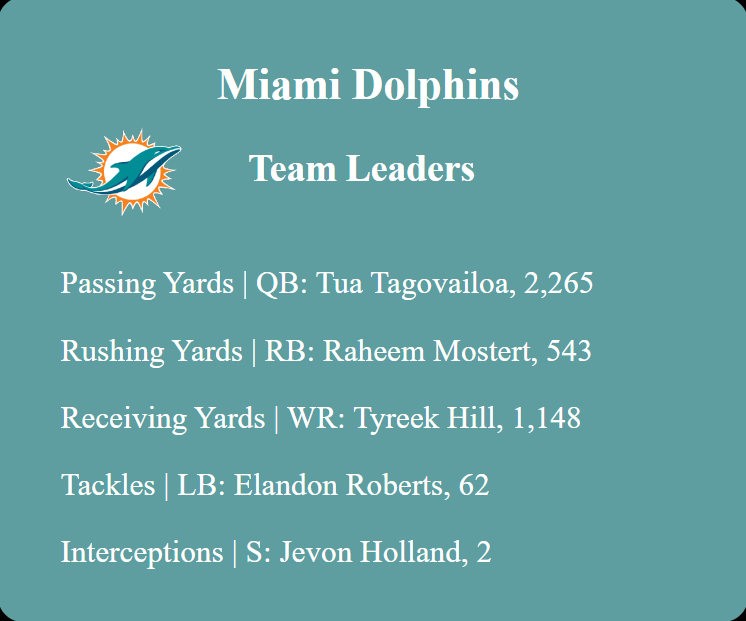 Miami Dolphins
Team Leaders
Passing Yards | QB: Tua Tagovailoa, 2,265
Rushing Yards | RB: Raheem Mostert, 543
Receiving Yards | WR: Tyreek Hill, 1,148
Tackles | LB: Elandon Roberts, 62
Interceptions | S: Jevon Holland, 2